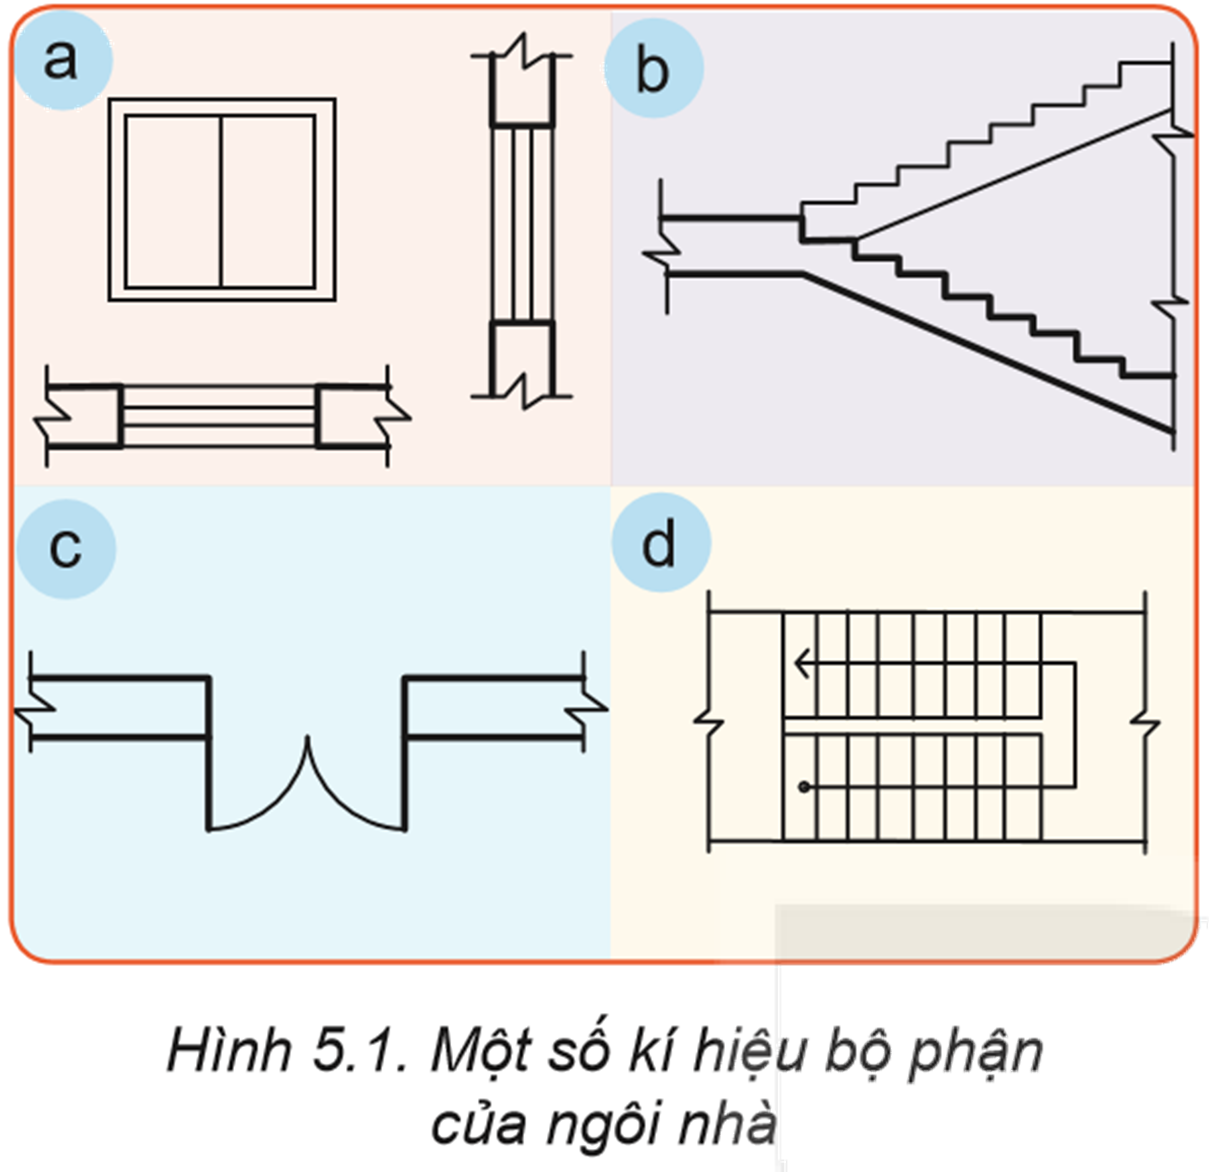 a
b
c
d
Hình 5.1. Một số kí hiệu bộ phận
của ngôi nhà